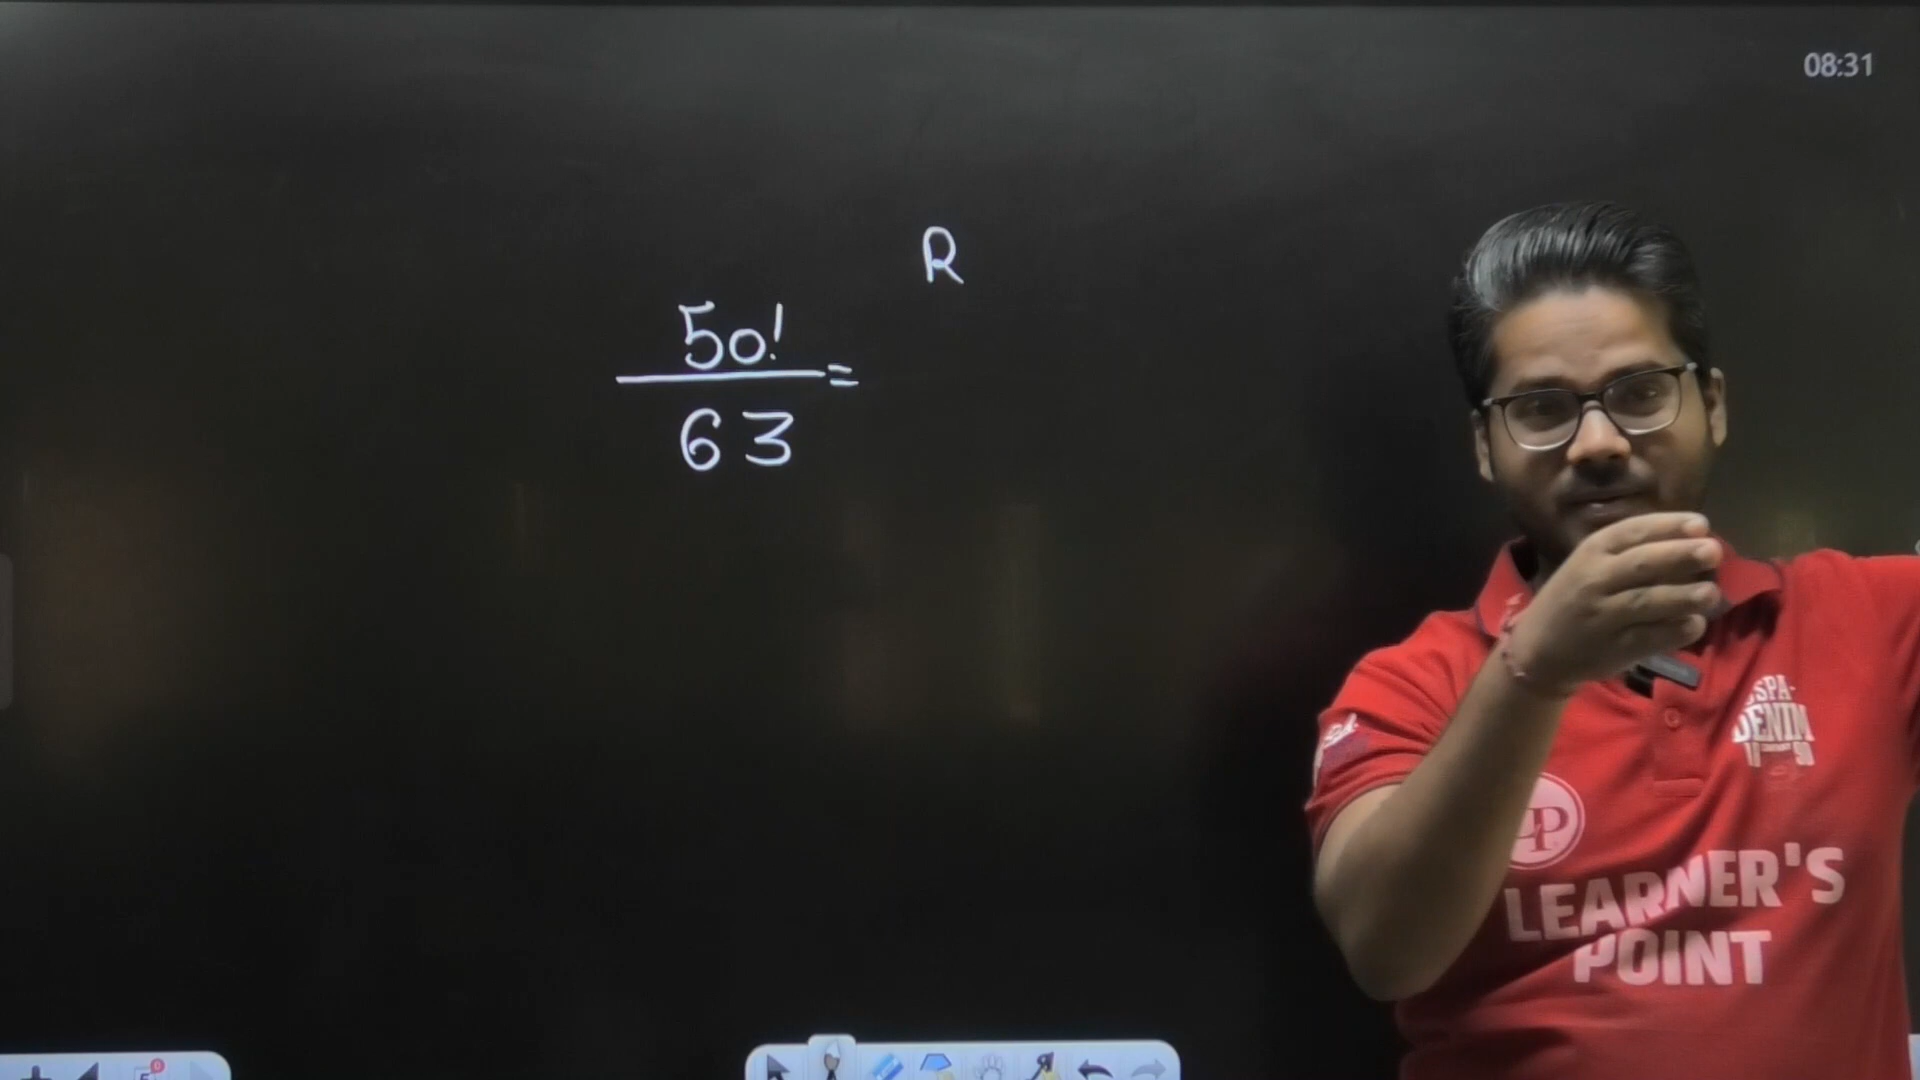 08:31
R
50!
=
63
SPA-
DENIM
LP
LEARNER'S
POINT